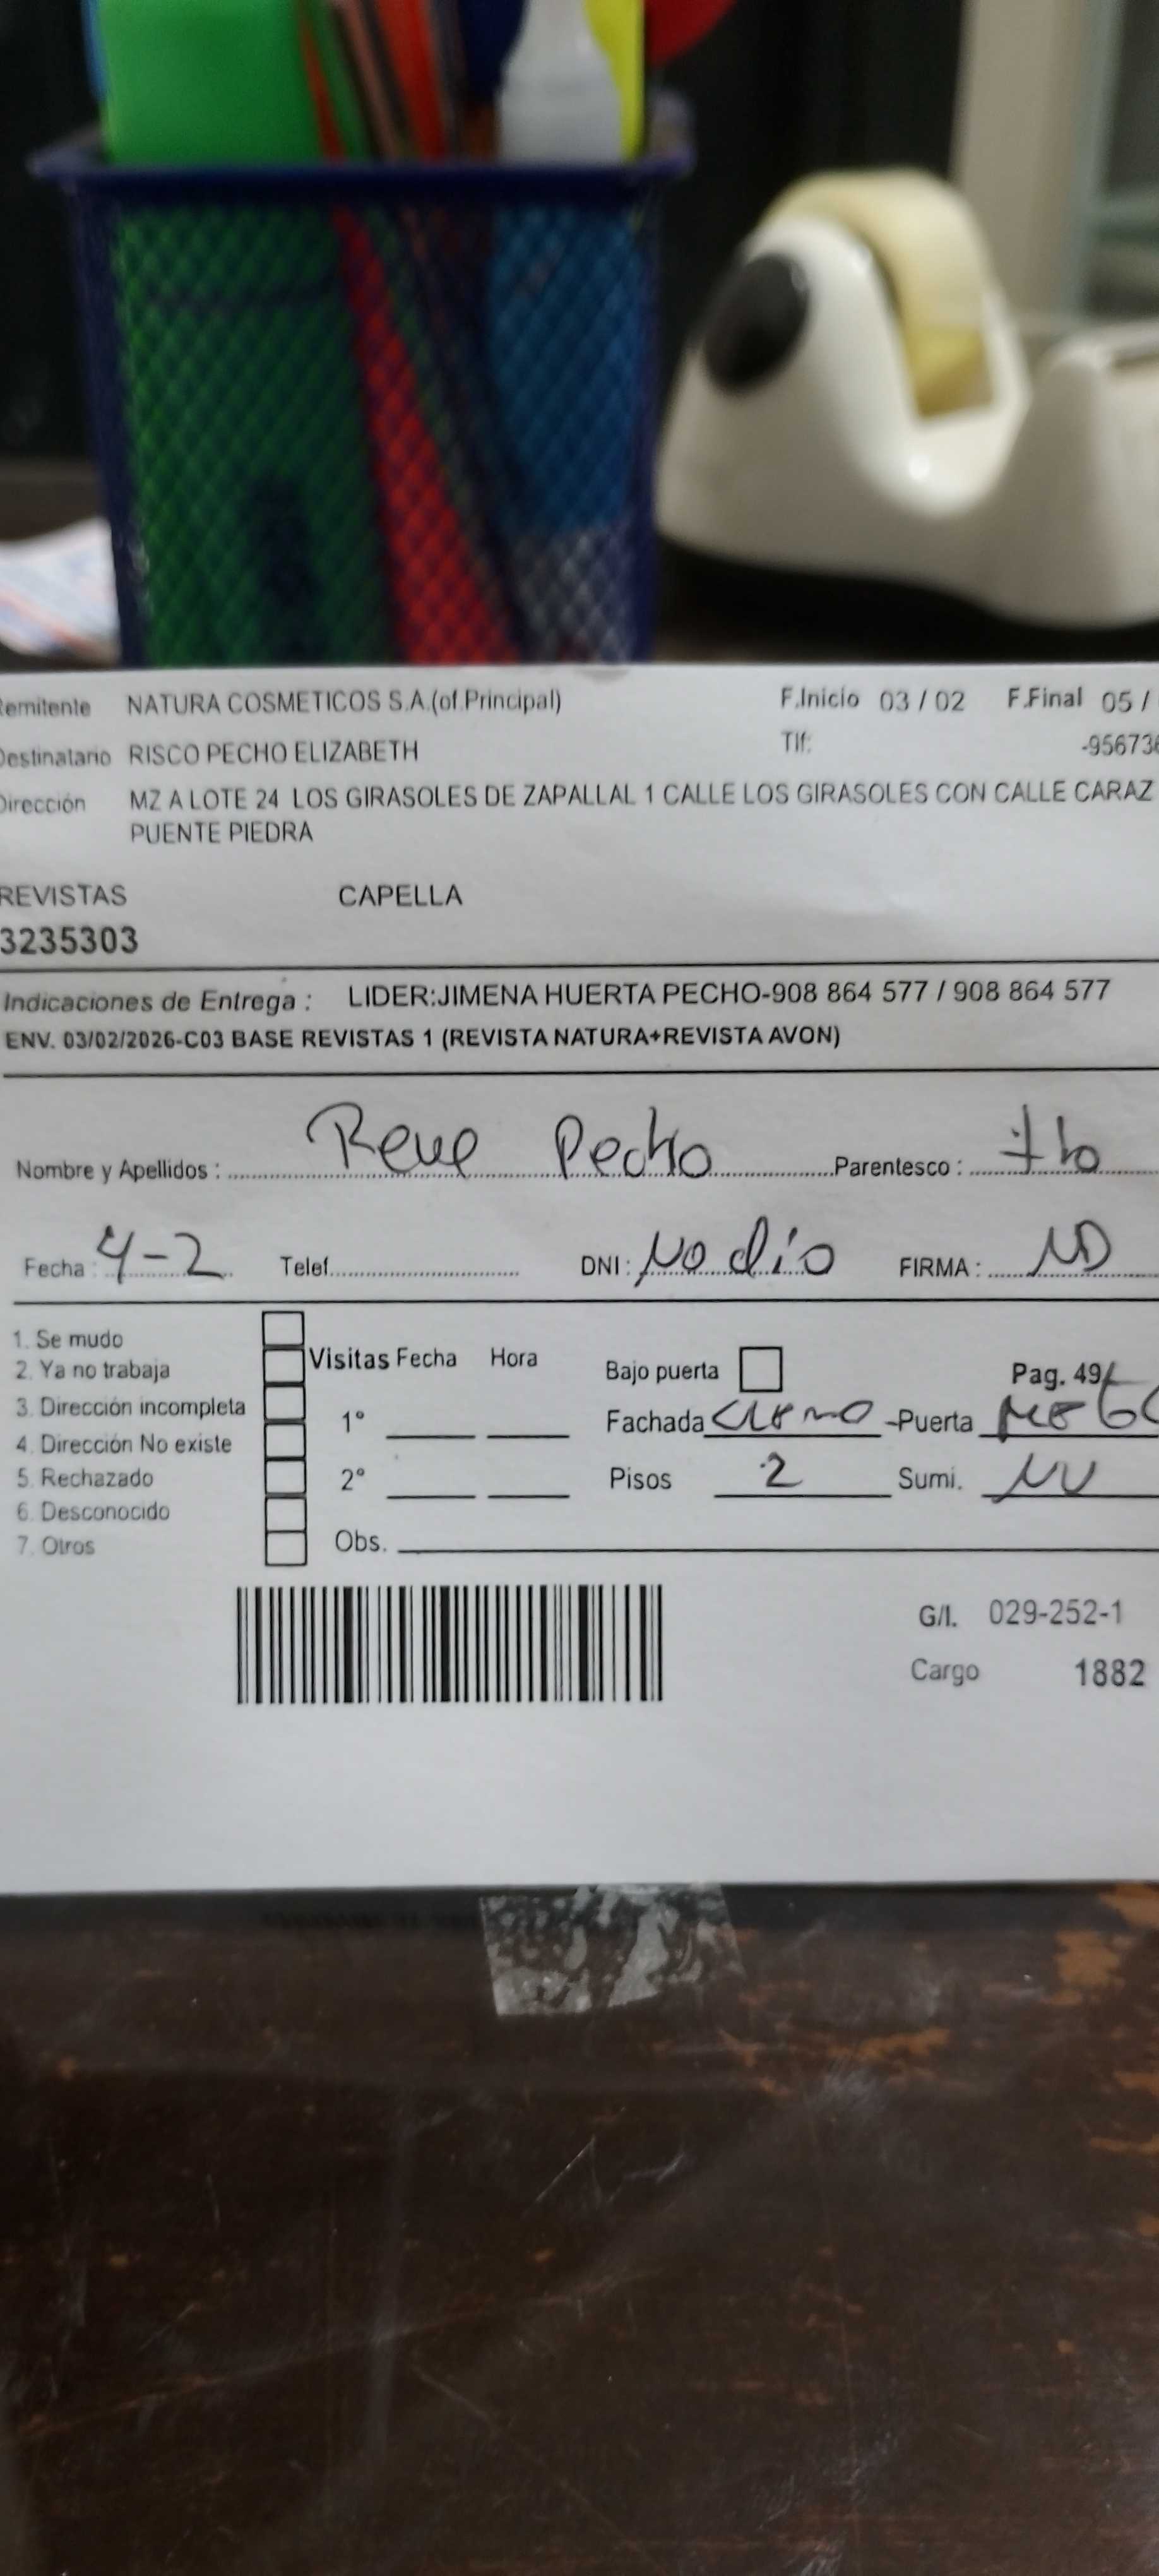 Remitente NATURA COSMETICOS S.A.(of.Principal) F.Inicio 03 / 02 F.Final 05 /
Destinatario RISCO PECHO ELIZABETH Tlf: -95673
Dirección MZ A LOTE 24 LOS GIRASOLES DE ZAPALLAL 1 CALLE LOS GIRASOLES CON CALLE CARAZ
PUENTE PIEDRA
REVISTAS CAPELLA
3235303
Indicaciones de Entrega : LIDER:JIMENA HUERTA PECHO-908 864 577 / 908 864 577
ENV. 03/02/2026-C03 BASE REVISTAS 1 (REVISTA NATURA+REVISTA AVON)
Nombre y Apellidos : Rene Pecho Parentesco :
Fecha : 4-2 Telef. DNI : No dio FIRMA : ND
1. Se mudo
2. Ya no trabaja Visitas Fecha Hora Bajo puerta Pag. 49
3. Dirección incompleta 1° Fachada -Puerta
4. Dirección No existe
5. Rechazado 2° Pisos 2 Sumi.
6. Desconocido
7. Otros Obs.
G/I. 029-252-1
Cargo 1882